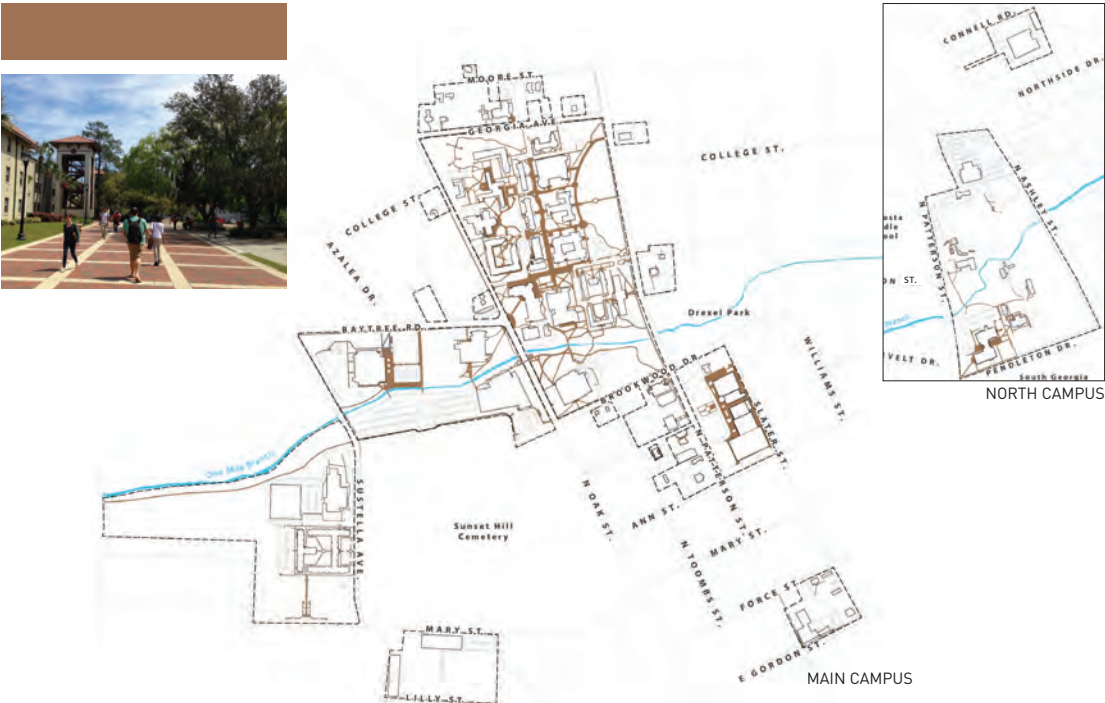 CONNELL RD.
NORTHSIDE DR.
MOORE ST.
GEORGIA AVE
COLLEGE ST.
COLLEGE ST.
N ASHLEY ST.
N PATTERSON ST.
AZALEA DR.
ST.
Drexel Park
BAYTREE RD
Branch
PENDLETON DR.
South Georgia
NORTH CAMPUS
BROOKWOOD DR.
WILLIAMS ST.
SLATER ST.
One Mile Branch
N PATTERSON ST.
SUSTELLA AVE
N OAK ST.
ANN ST.
Sunset Hill
Cemetery
MARY ST.
N TOOMBS ST.
FORCE ST
MARY ST.
E GORDON ST.
MAIN CAMPUS
LILLY ST.